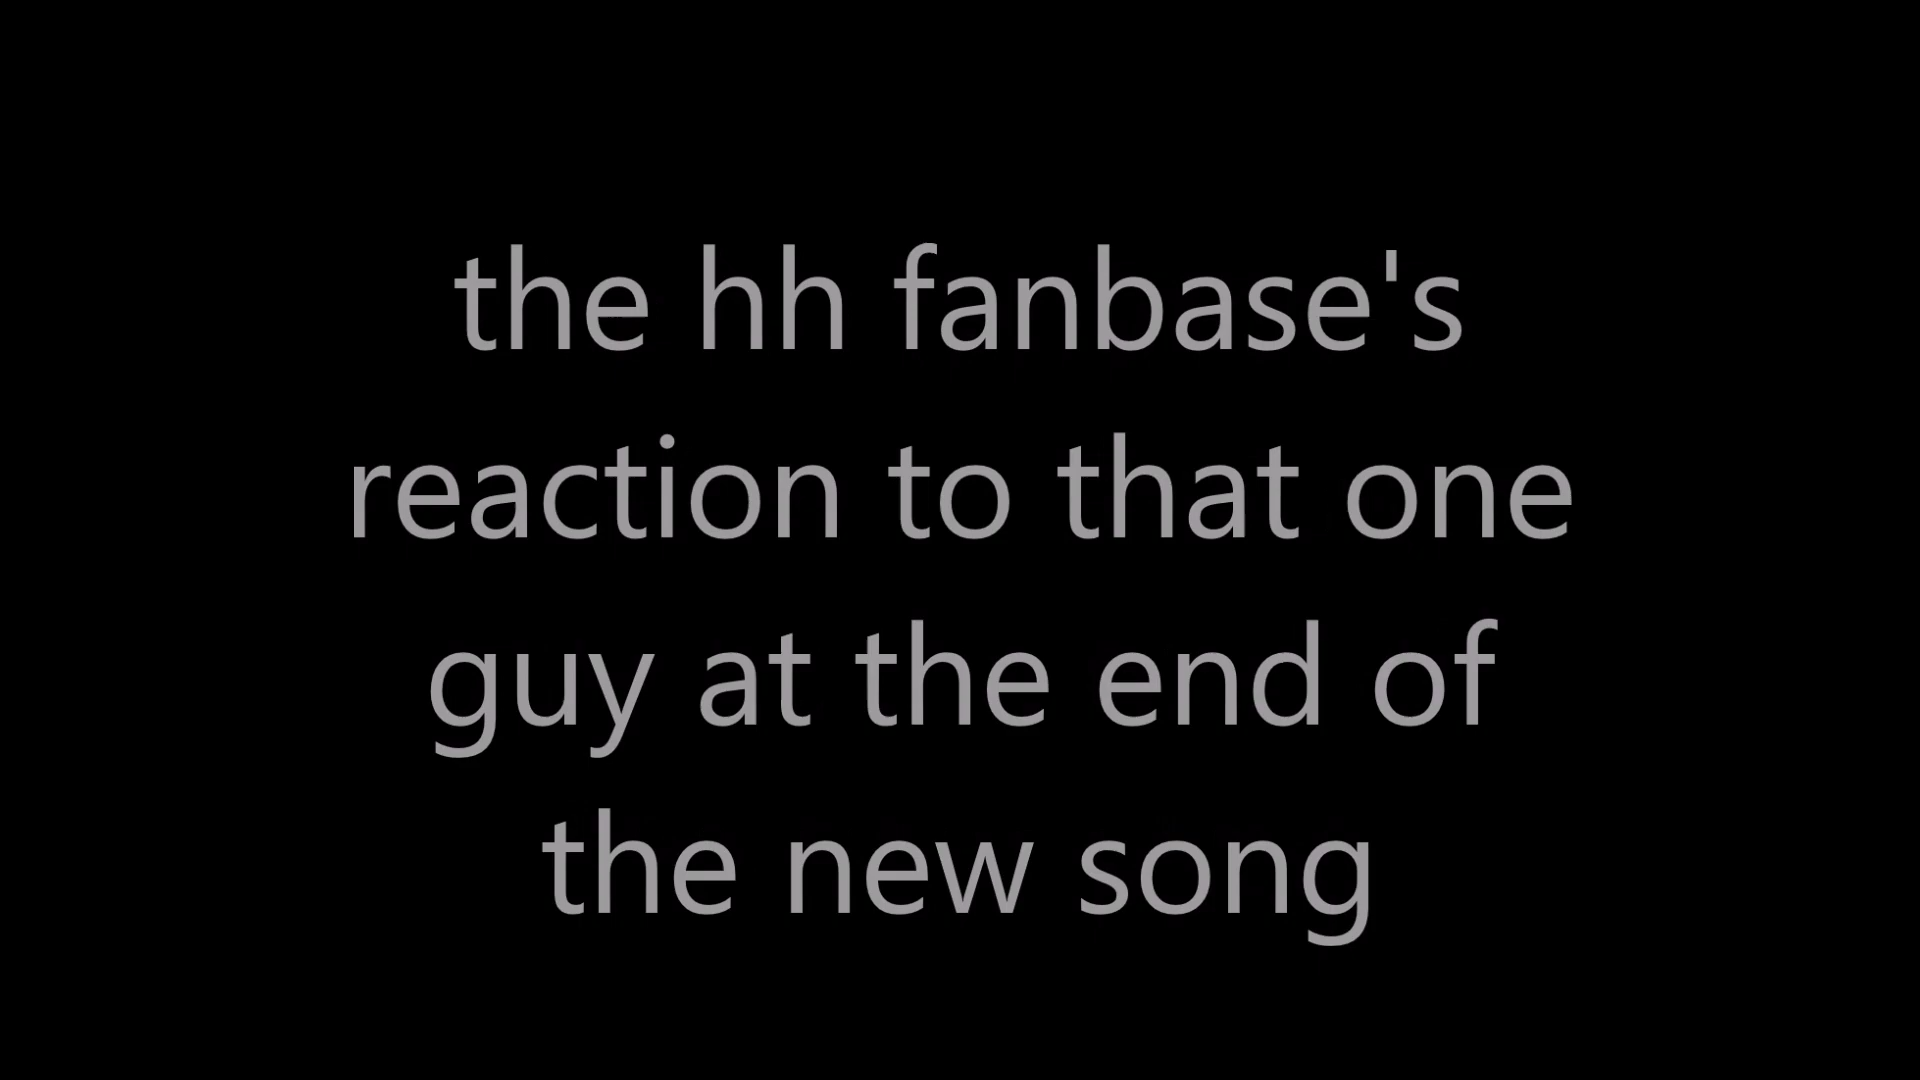 the hh fanbase's
reaction to that one
guy at the end of
the new song